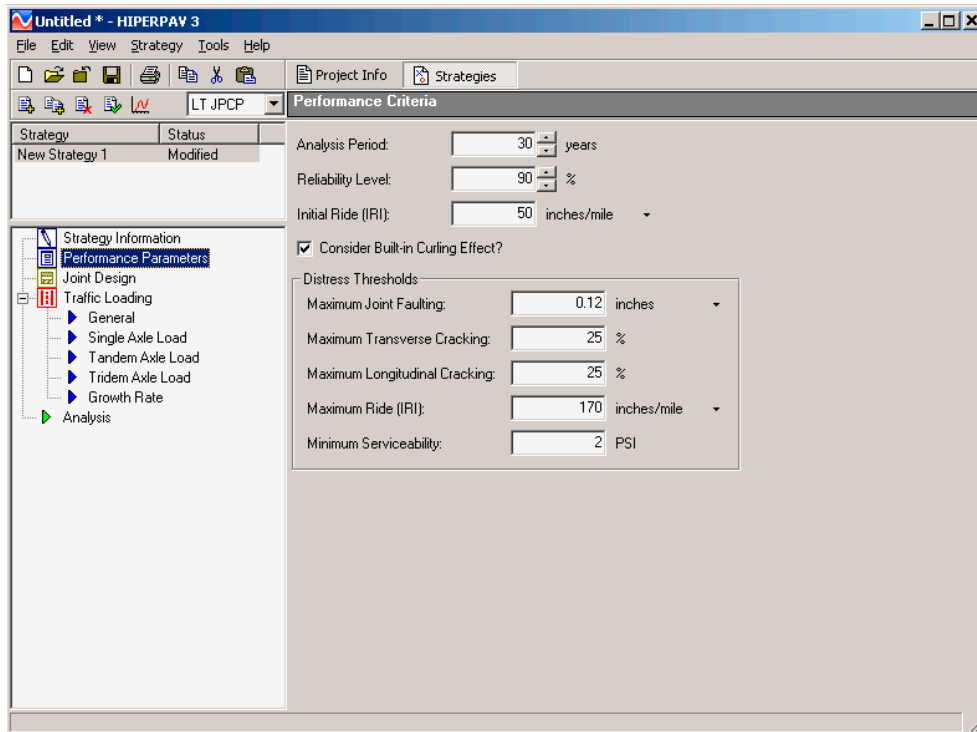 Untitled * - HIPERPAV 3
File Edit View Strategy Tools Help
Project Info Strategies
LT JPCP Performance Criteria
Strategy Status
New Strategy 1 Modified
Analysis Period: 30 years
Reliability Level: 90 %
Initial Ride (IRI): 50 inches/mile
Consider Built-in Curling Effect?
Distress Thresholds
Maximum Joint Faulting: 0.12 inches
Maximum Transverse Cracking: 25 %
Maximum Longitudinal Cracking: 25 %
Maximum Ride (IRI): 170 inches/mile
Minimum Serviceability: 2 PSI
Strategy Information
Performance Parameters
Joint Design
Traffic Loading
General
Single Axle Load
Tandem Axle Load
Tridem Axle Load
Growth Rate
Analysis